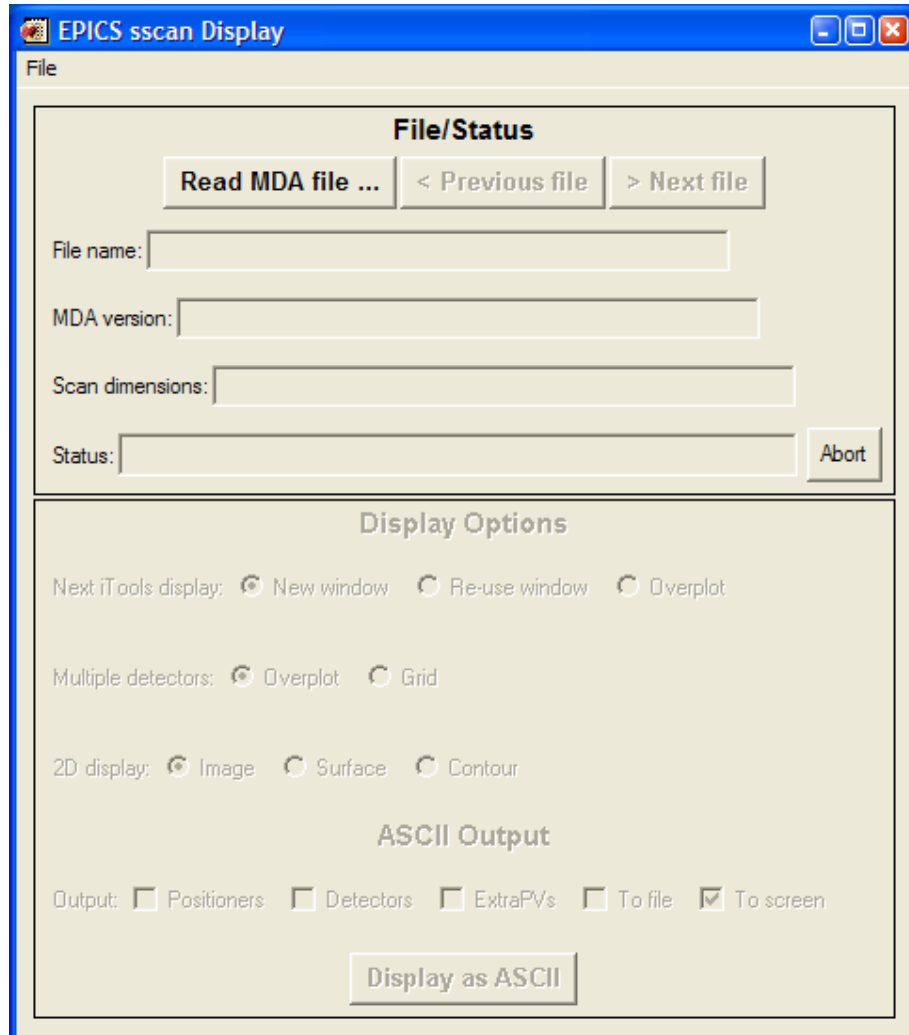 EPICS sscan Display
File
File/Status
Read MDA file ... < Previous file > Next file
File name:
MDA version:
Scan dimensions:
Status: Abort
Display Options
Next iTools display: New window Re-use window Overplot
Multiple detectors: Overplot Grid
2D display: Image Surface Contour
ASCII Output
Output: Positioners Detectors ExtraPVs To file To screen
Display as ASCII